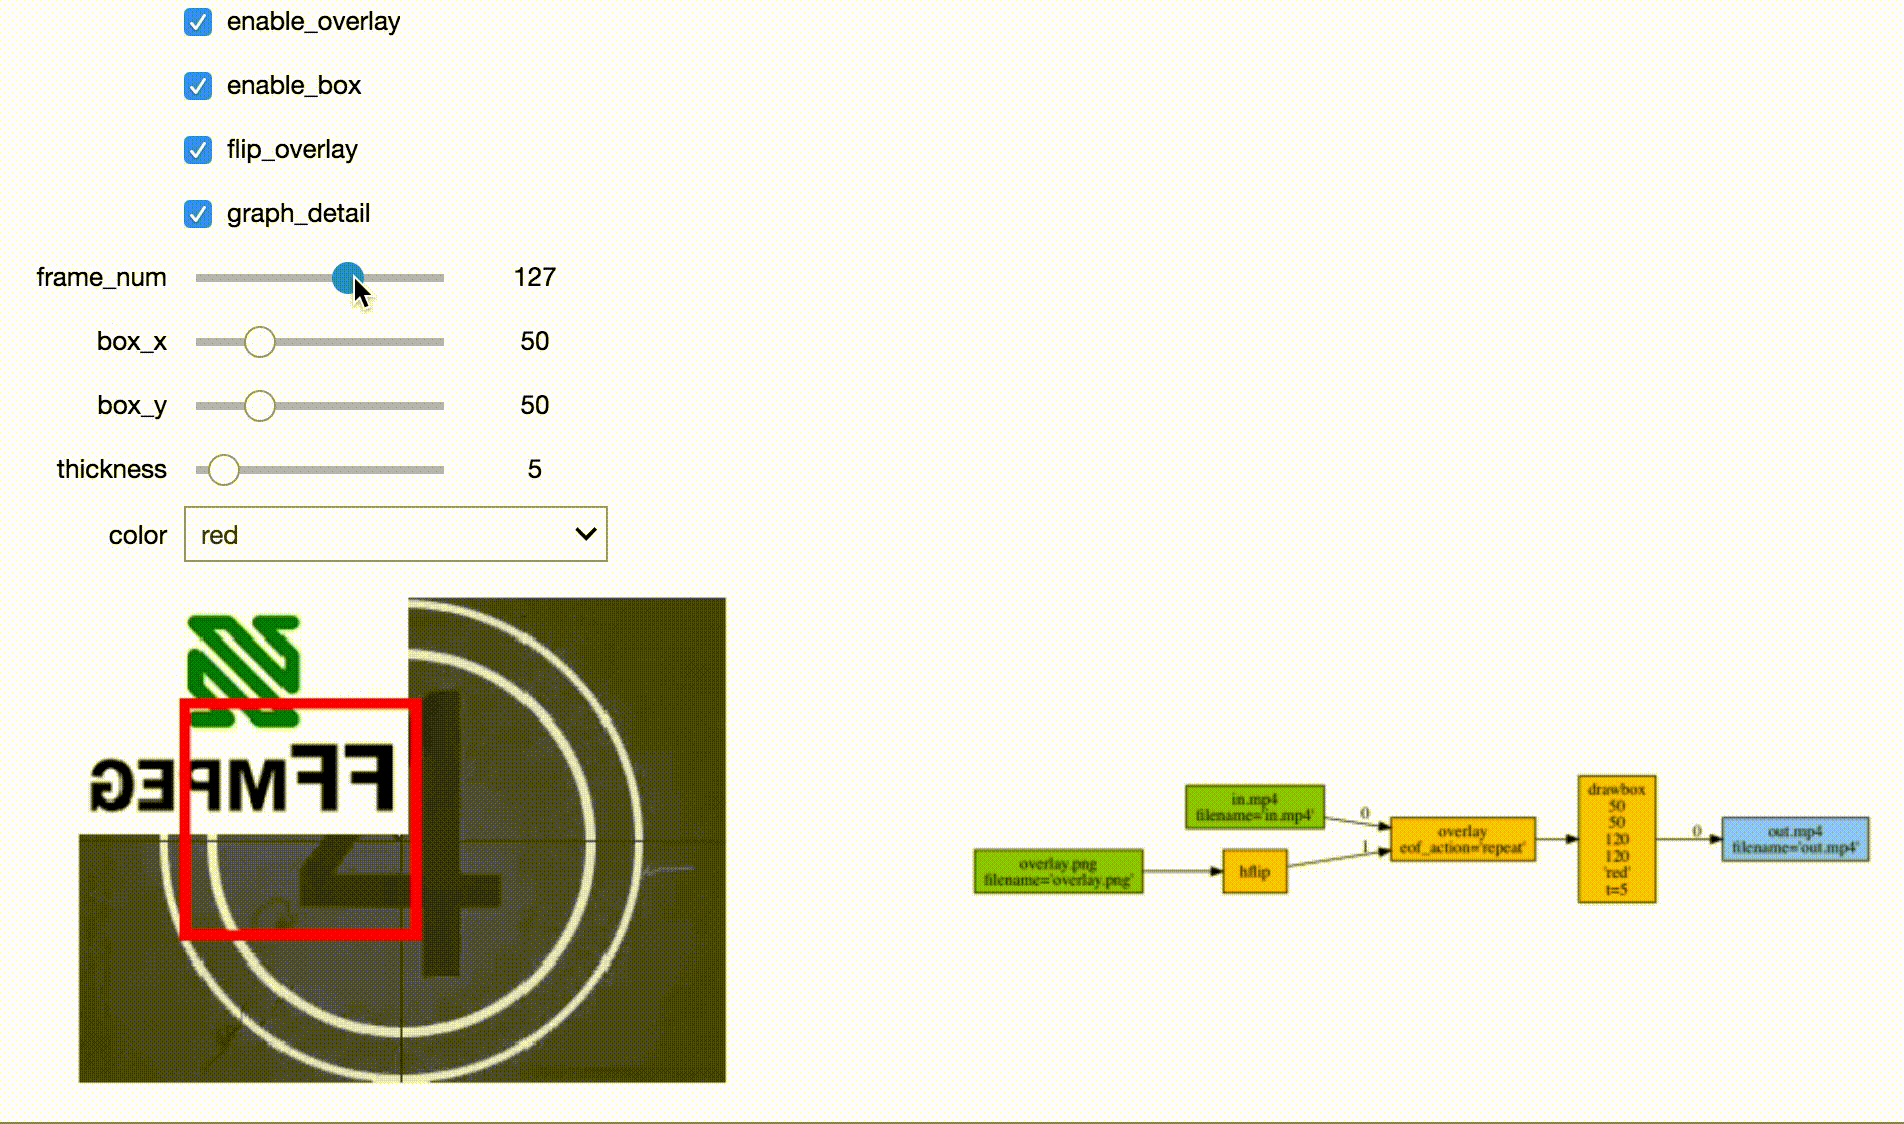 enable_overlay
enable_box
flip_overlay
graph_detail
frame_num 127
box_x 50
box_y 50
thickness 5
color red
FFMPEG
4
in.mp4
filename='in.mp4'
0
overlay.png
filename='overlay.png'
hflip
1
overlay
eof_action='repeat'
drawbox
50
50
120
120
'red'
t=5
0
out.mp4
filename='out.mp4'